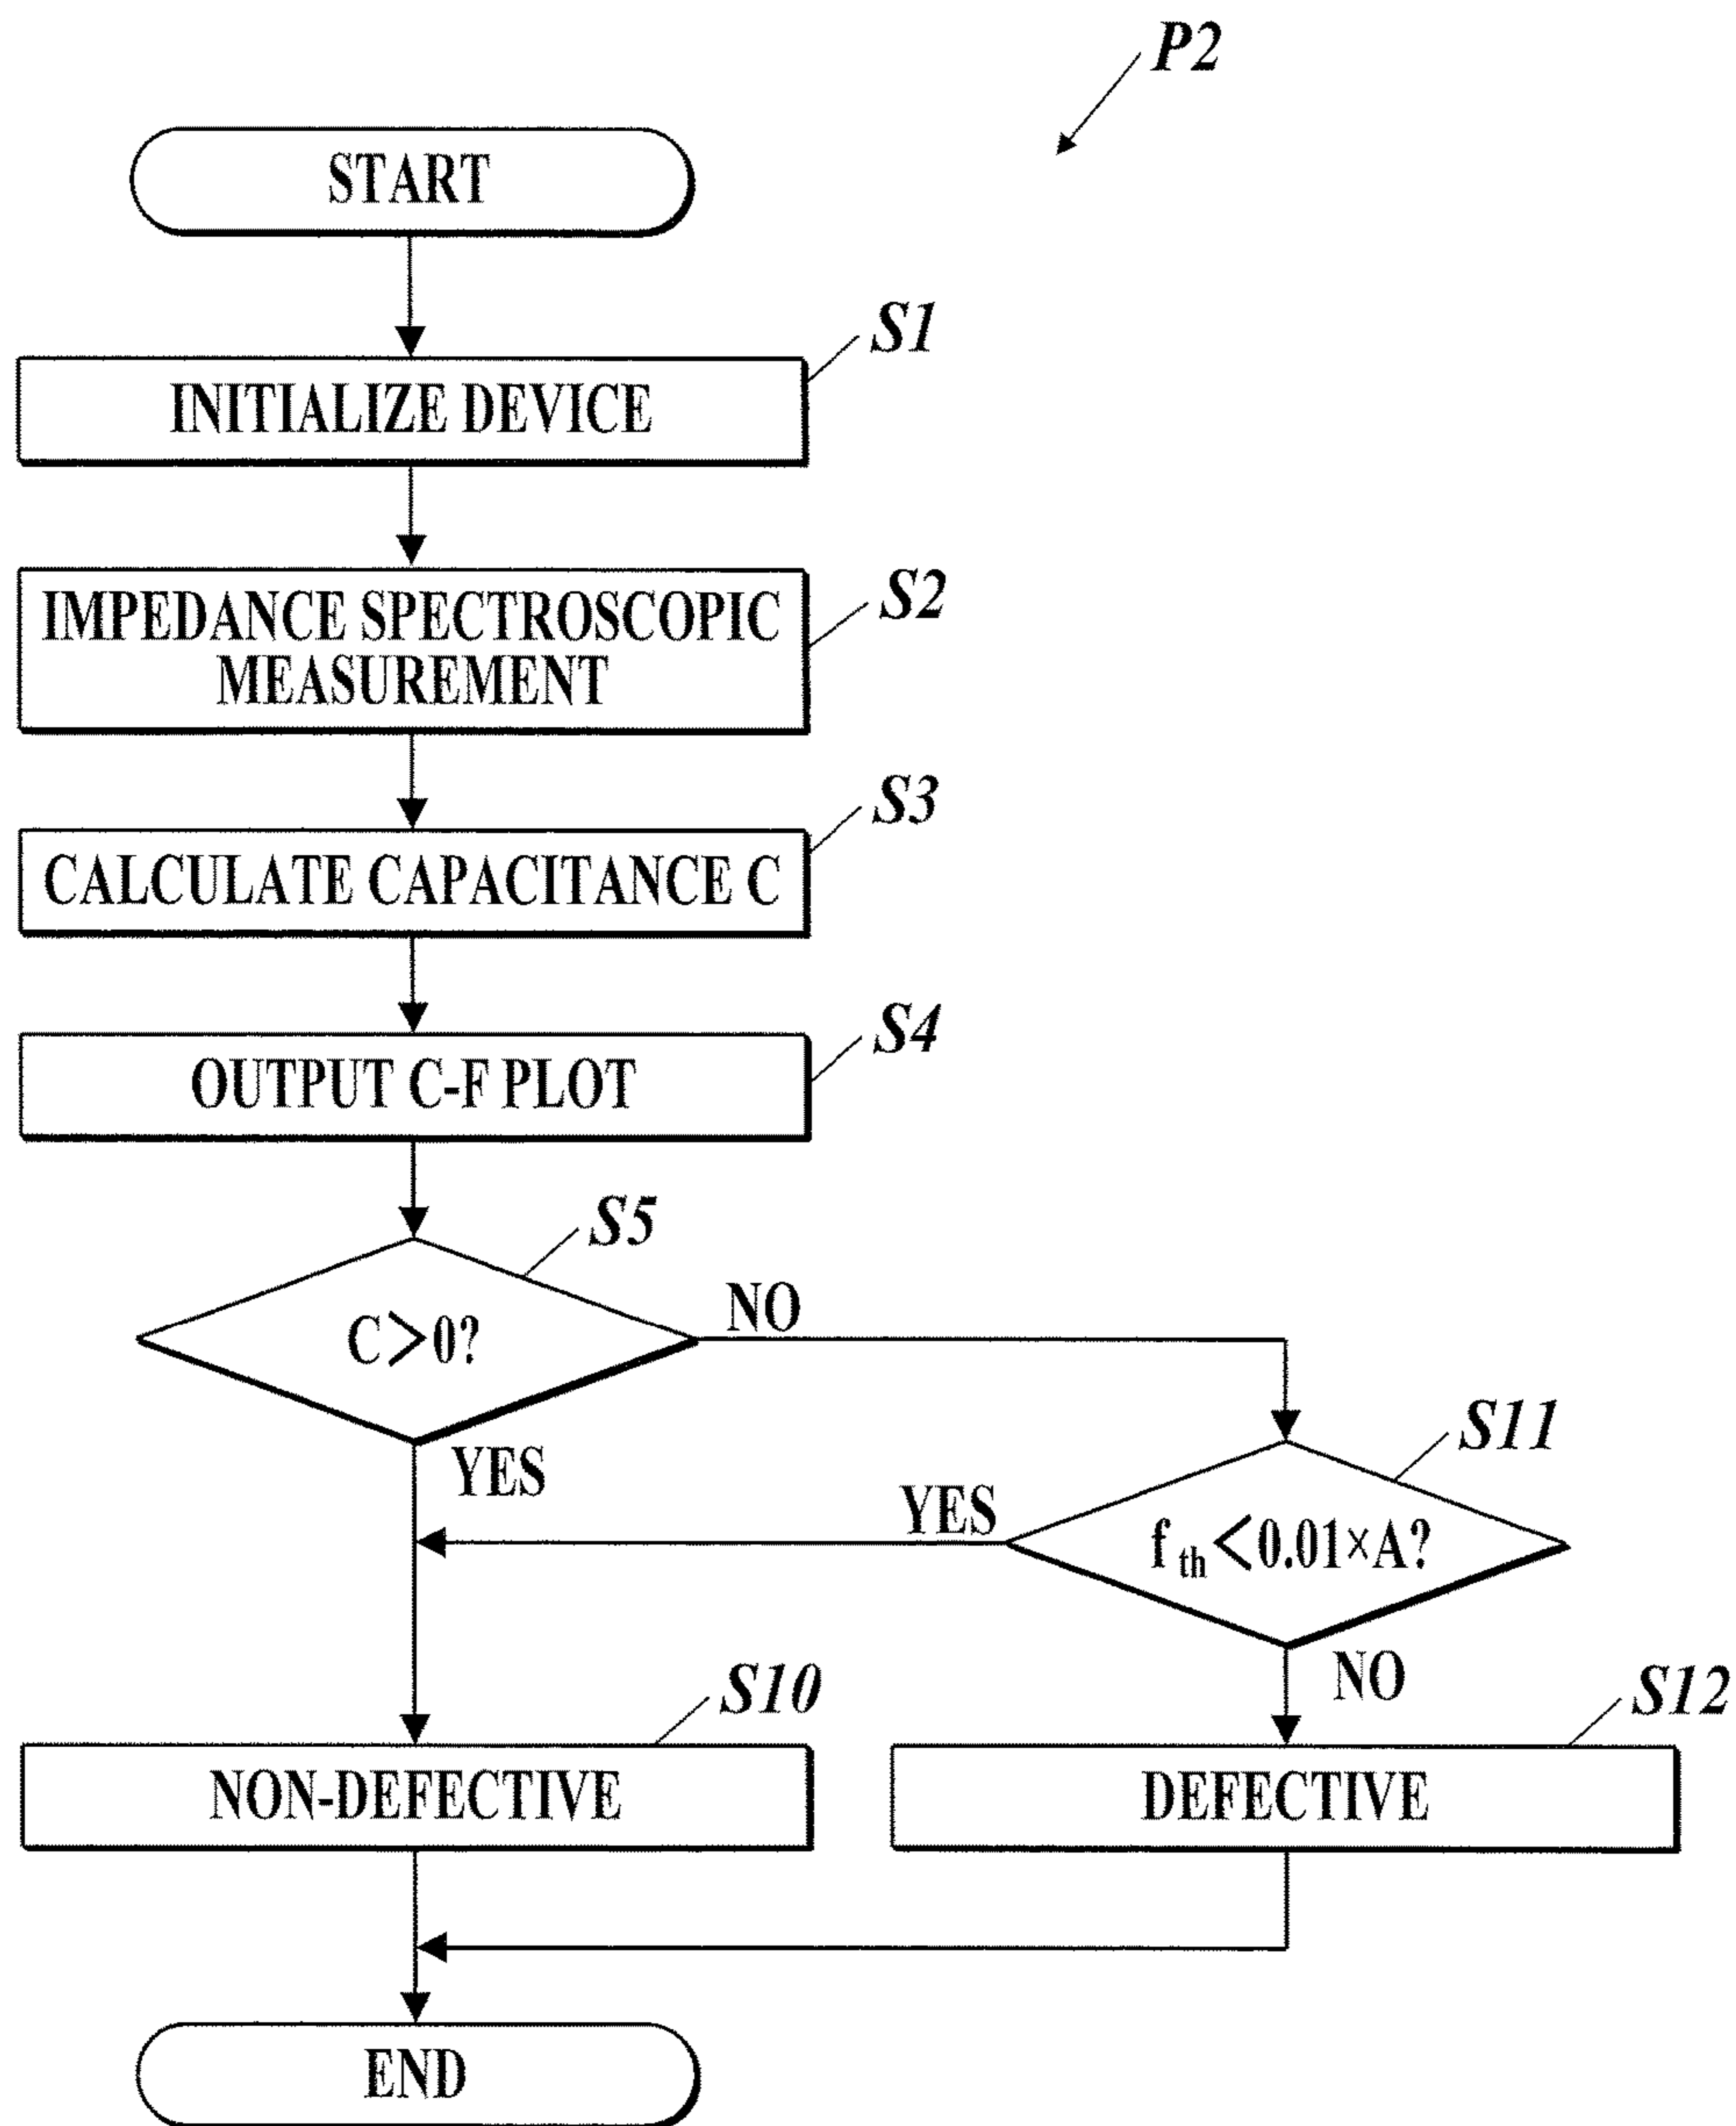 P2
START
S1
INITIALIZE DEVICE
S2
IMPEDANCE SPECTROSCOPIC
MEASUREMENT
S3
CALCULATE CAPACITANCE C
S4
OUTPUT C-F PLOT
S5
C>0?
NO
YES
S11
f th<0.01×A?
YES
NO
S10
NON-DEFECTIVE
S12
DEFECTIVE
END